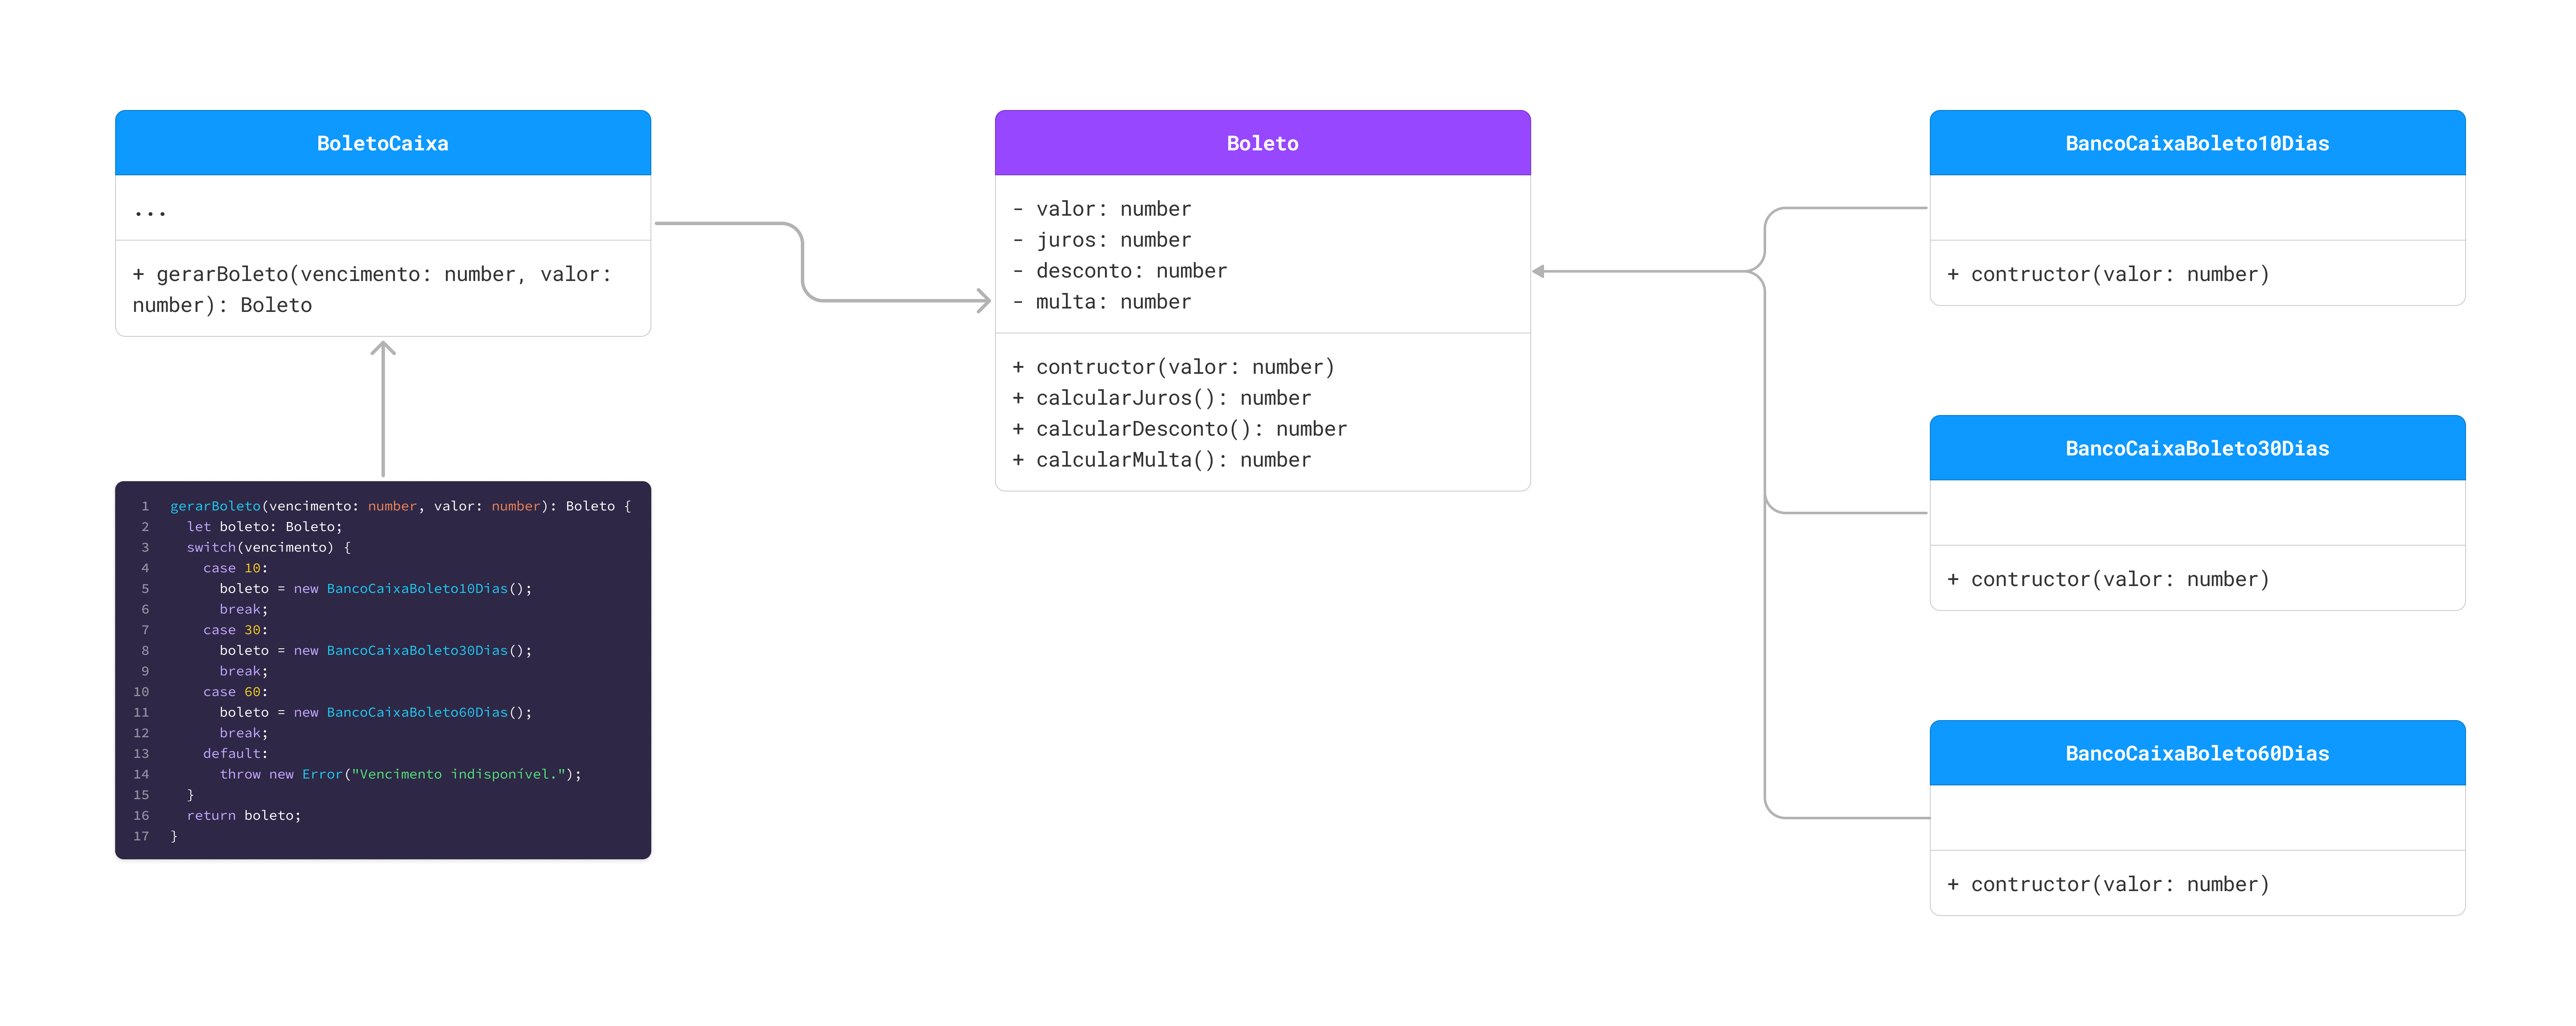 BoletoCaixa
...
+ gerarBoleto(vencimento: number, valor:
number): Boleto
1 gerarBoleto(vencimento: number, valor: number): Boleto {
2 let boleto: Boleto;
3 switch(vencimento) {
4 case 10:
5 boleto = new BancoCaixaBoleto10Dias();
6 break;
7 case 30:
8 boleto = new BancoCaixaBoleto30Dias();
9 break;
10 case 60:
11 boleto = new BancoCaixaBoleto60Dias();
12 break;
13 default:
14 throw new Error("Vencimento indisponível.");
15 }
16 return boleto;
17 }
Boleto
- valor: number
- juros: number
- desconto: number
- multa: number
+ contructor(valor: number)
+ calcularJuros(): number
+ calcularDesconto(): number
+ calcularMulta(): number
BancoCaixaBoleto10Dias
+ contructor(valor: number)
BancoCaixaBoleto30Dias
+ contructor(valor: number)
BancoCaixaBoleto60Dias
+ contructor(valor: number)